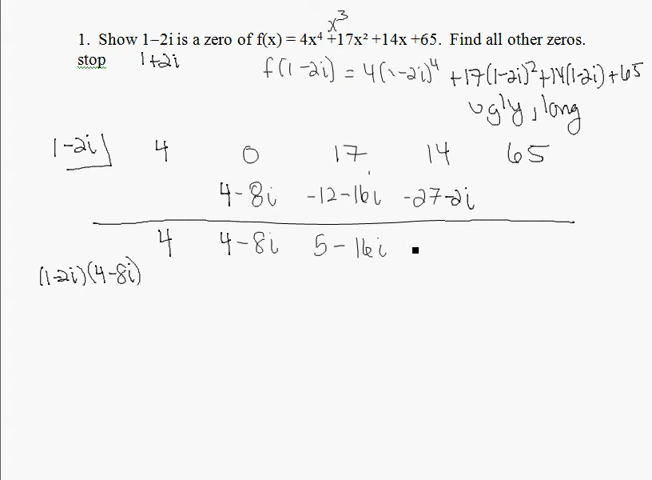 x³
1. Show 1–2i is a zero of f(x) = 4x⁴ +17x² +14x +65. Find all other zeros.
stop 1+2i f(1-2i) = 4(1-2i)⁴ +17(1-2i)² +14(1-2i)+65
ugly, long
1-2i 4 0 17 14 65
4-8i -12-16i -27-2i
4 4-8i 5-16i
(1-2i)(4-8i)